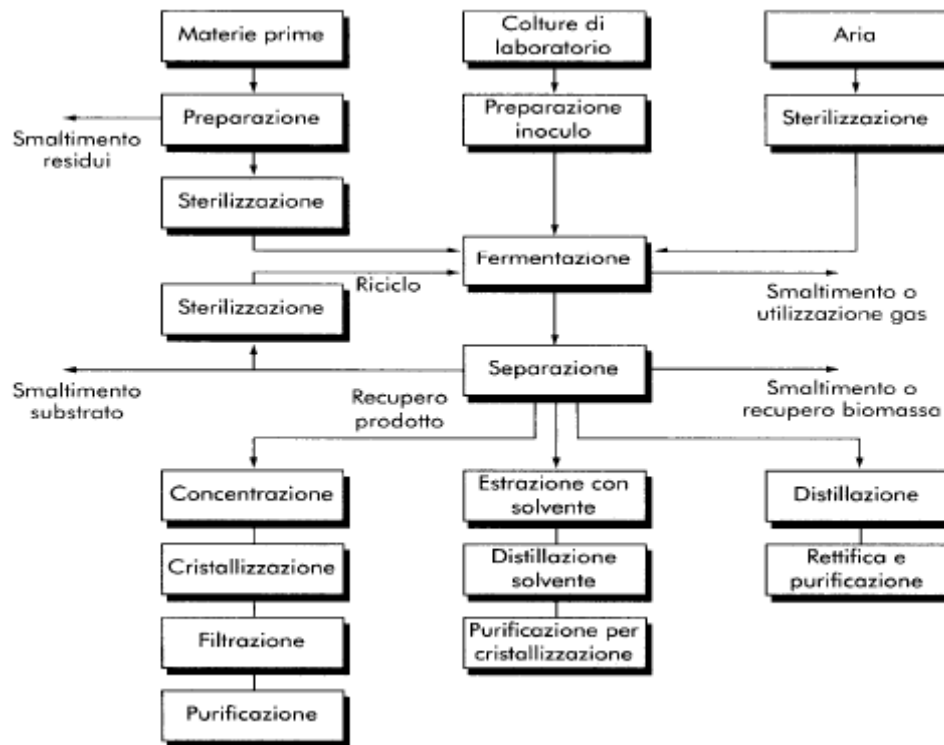 Materie prime
Colture di
laboratorio
Aria
Preparazione
Preparazione
inoculo
Sterilizzazione
Smaltimento
residui
Sterilizzazione
Fermentazione
Riciclo
Sterilizzazione
Smaltimento o
utilizzazione gas
Separazione
Smaltimento
substrato
Recupero
prodotto
Smaltimento o
recupero biomassa
Concentrazione
Estrazione con
solvente
Distillazione
Cristallizzazione
Distillazione
solvente
Rettifica e
purificazione
Filtrazione
Purificazione per
cristallizzazione
Purificazione